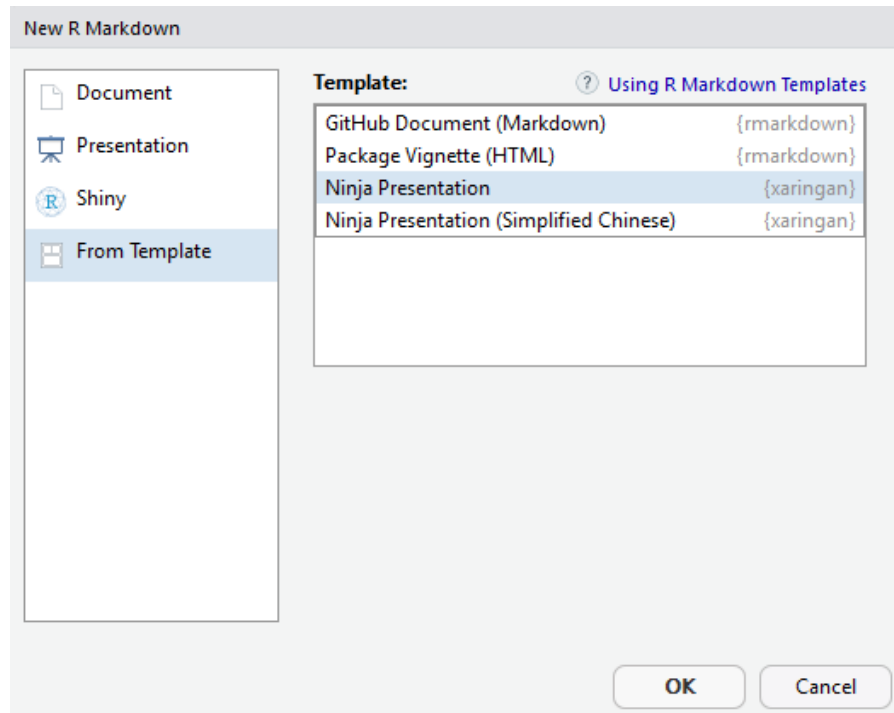 New R Markdown
Document
Presentation
R Shiny
From Template
Template: ? Using R Markdown Templates
GitHub Document (Markdown) {rmarkdown}
Package Vignette (HTML) {rmarkdown}
Ninja Presentation {xaringan}
Ninja Presentation (Simplified Chinese) {xaringan}
OK Cancel